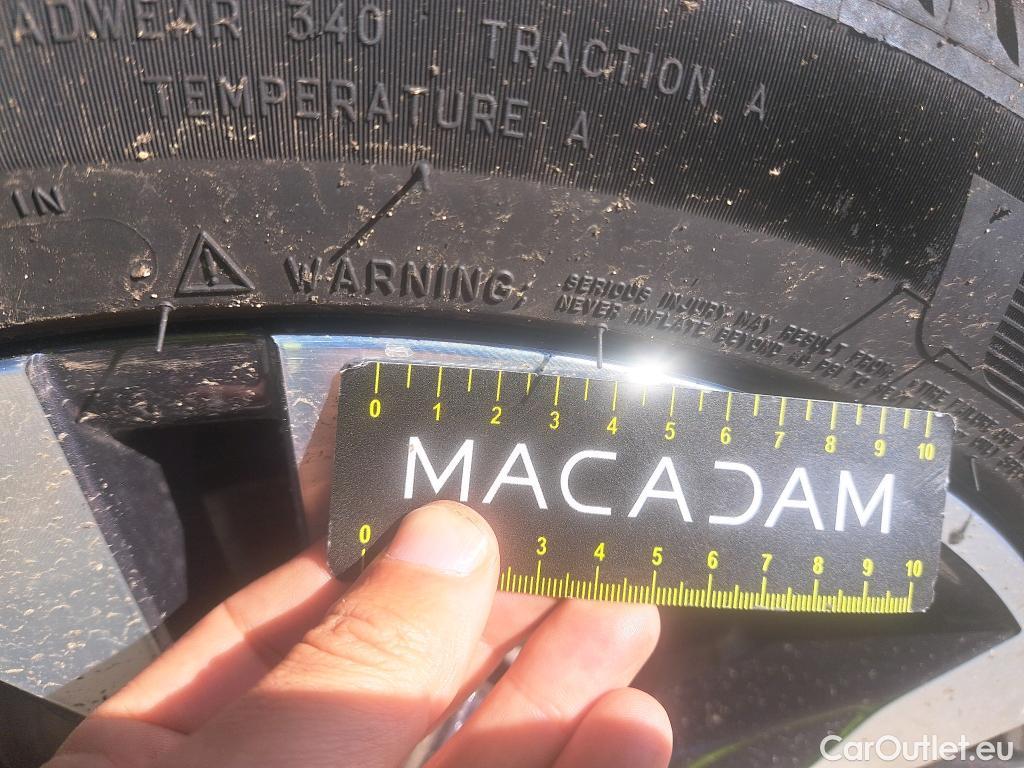 ADWEAR 340 TRACTION A
TEMPERATURE A
IN
WARNING: SERIOUS INJURY MAY RESULT FROM: TIRE
NEVER INFLATE BEYOND
0 1 2 3 4 5 6 7 8 9 10
MACADAM
0 3 4 5 6 7 8 9 10
CarOutlet.eu